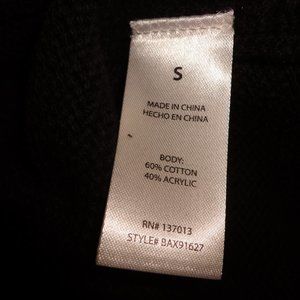 S
MADE IN CHINA
HECHO EN CHINA
BODY:
60% COTTON
40% ACRYLIC
RN# 137013
STYLE# BAX91627